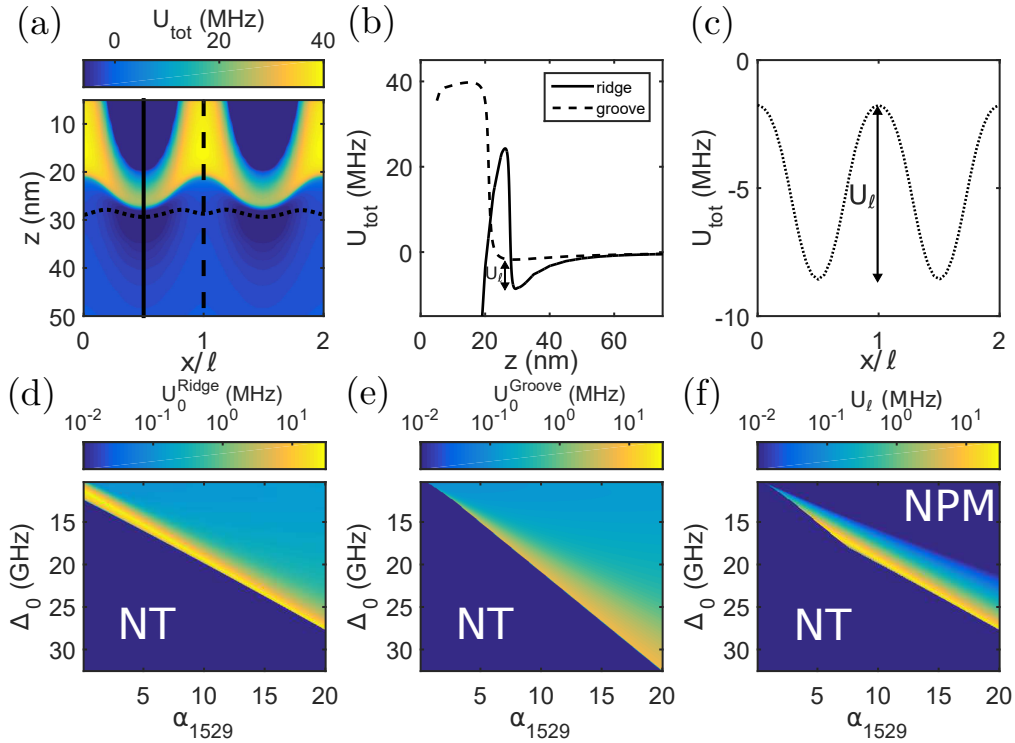 (a)
U_tot (MHz)
0 20 40
z (nm)
10
20
30
40
50
0 1 2
x/ℓ
(b)
U_tot (MHz)
40
20
0
ridge
groove
U_ℓ
0 20 40 60
z (nm)
(c)
U_tot (MHz)
0
-5
-10
U_ℓ
0 1 2
x/ℓ
(d)
U_0^Ridge (MHz)
10^-2 10^-1 10^0 10^1
Δ_0 (GHz)
15
20
25
30
NT
5 10 15 20
α_1529
(e)
U_0^Groove (MHz)
10^-2 10^-1 10^0 10^1
Δ_0 (GHz)
15
20
25
30
NT
5 10 15 20
α_1529
(f)
U_ℓ (MHz)
10^-2 10^-1 10^0 10^1
Δ_0 (GHz)
15
20
25
30
NPM
NT
5 10 15 20
α_1529